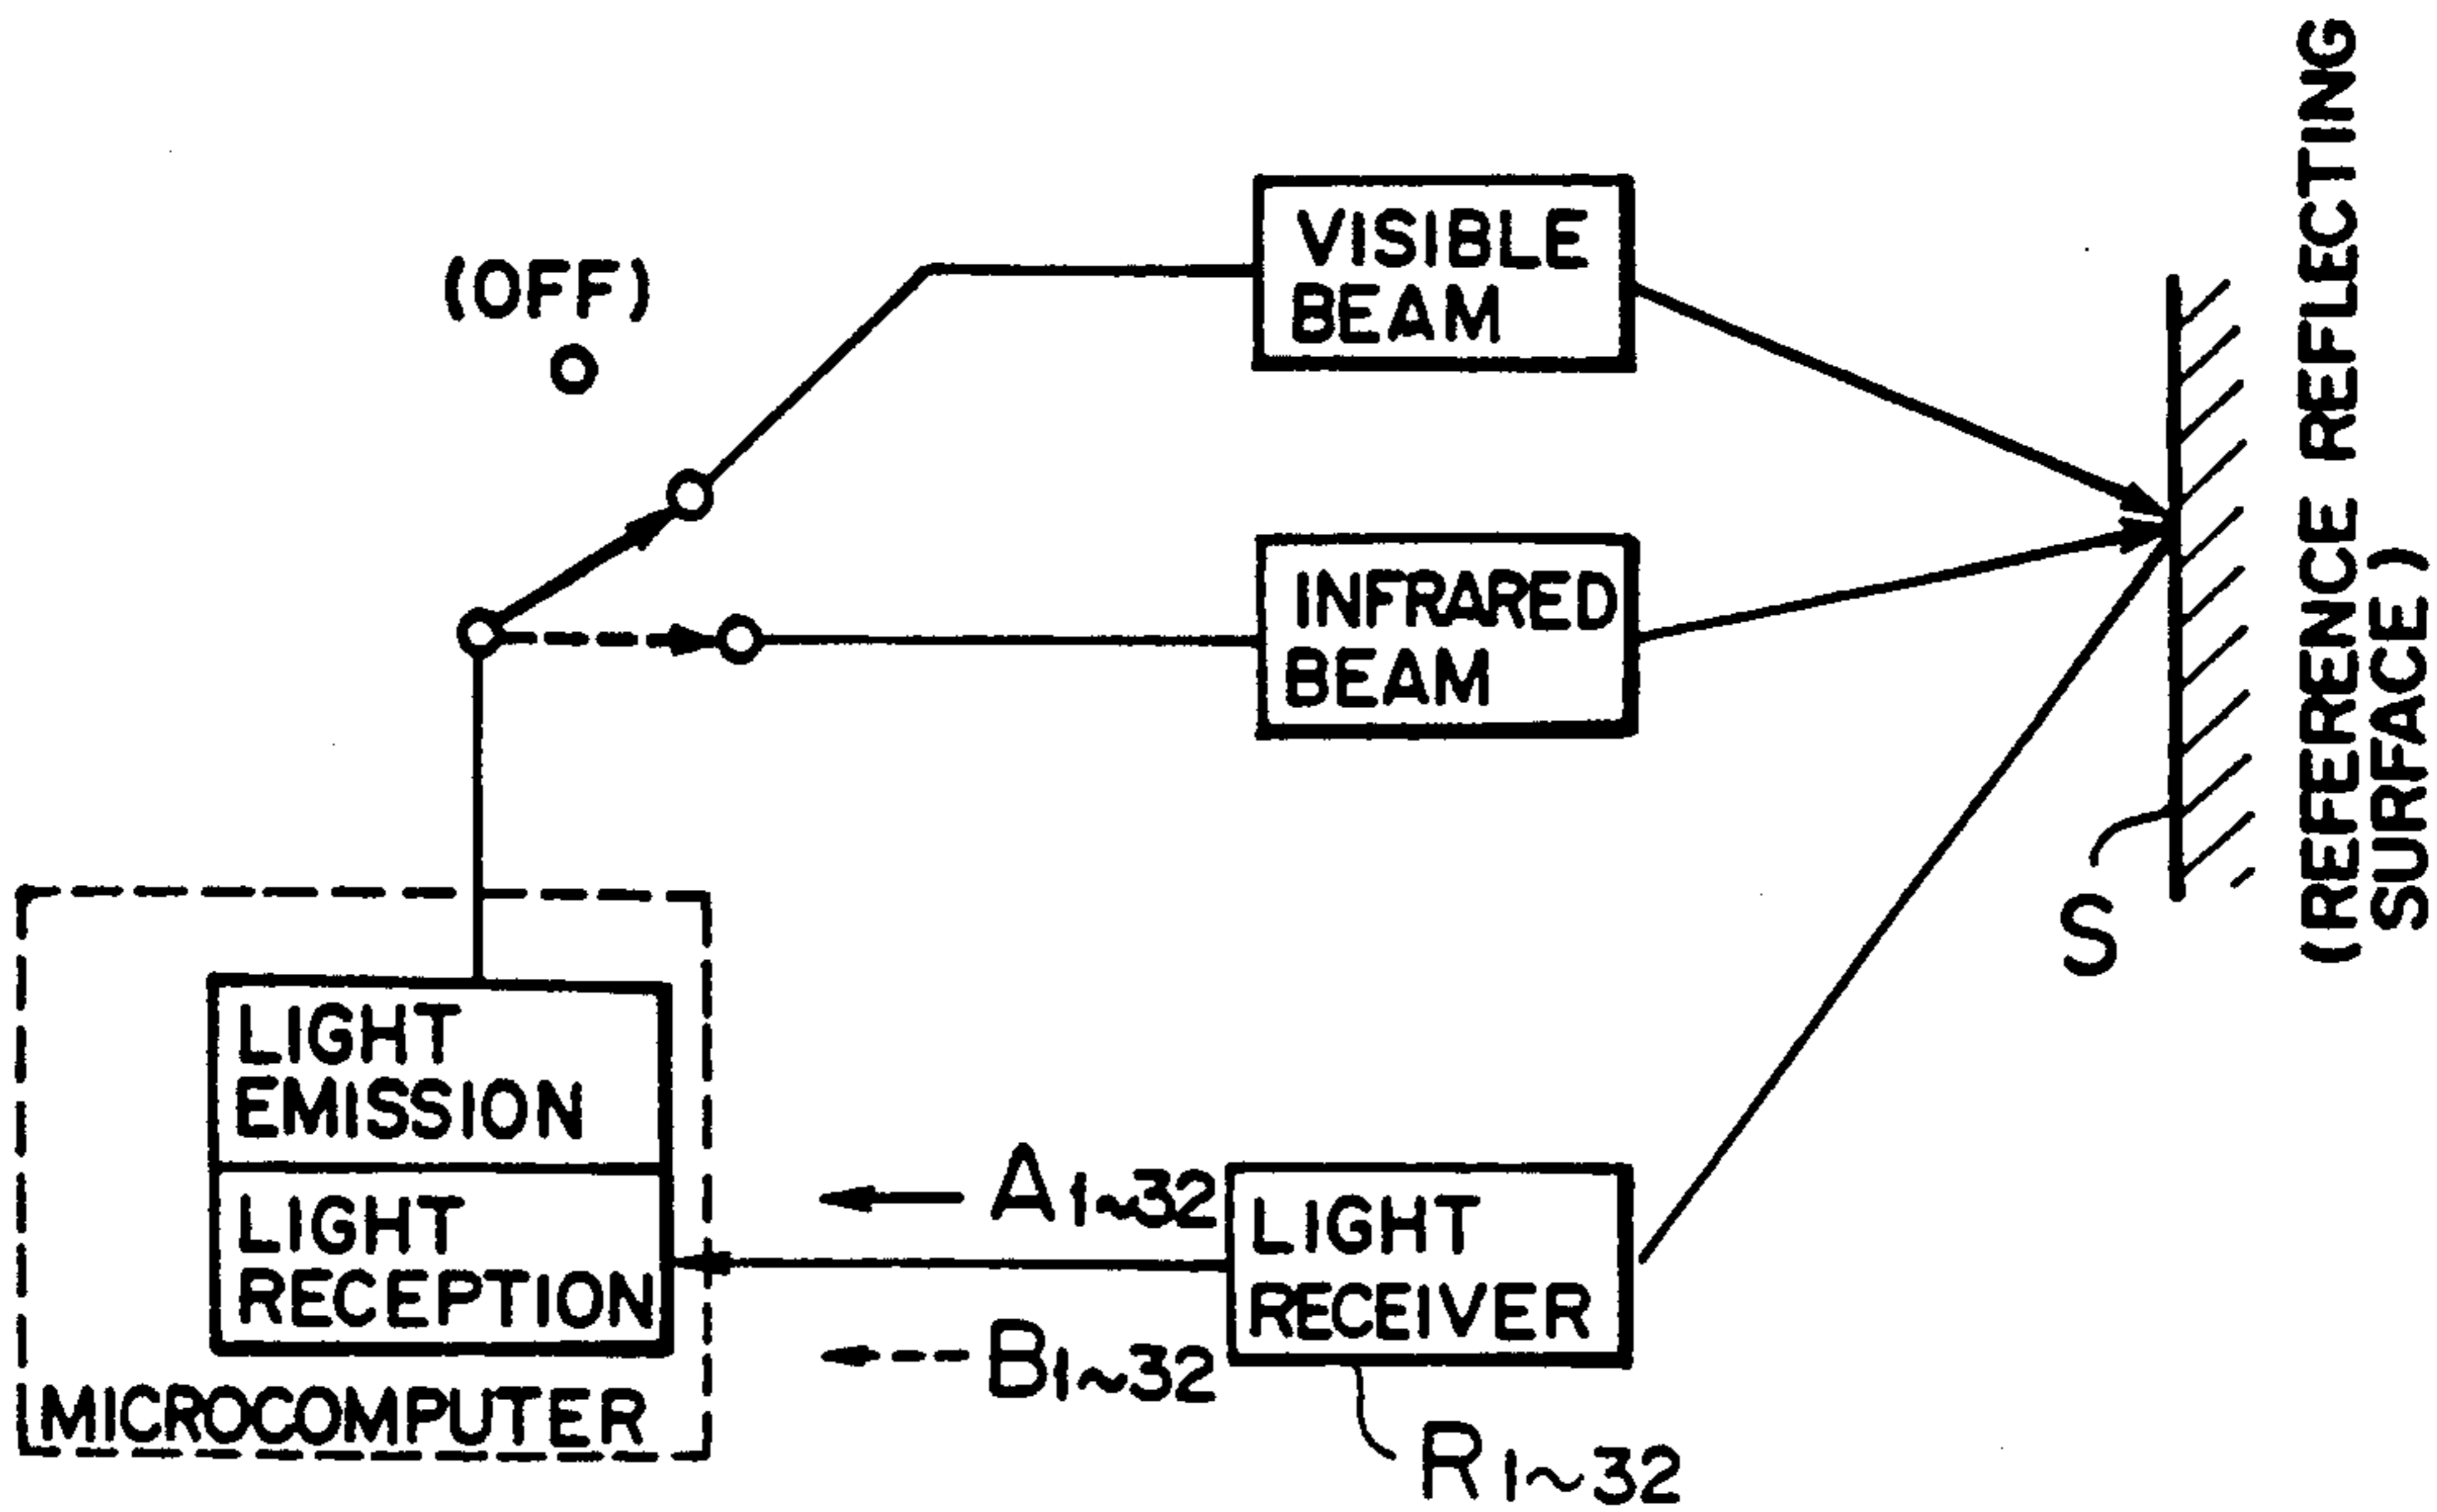 (OFF)
VISIBLE
BEAM
INFRARED
BEAM
(REFERENCE REFLECTING
SURFACE)
S
LIGHT
EMISSION
LIGHT
RECEPTION
MICROCOMPUTER
A1~32
B1~32
LIGHT
RECEIVER
R1~32